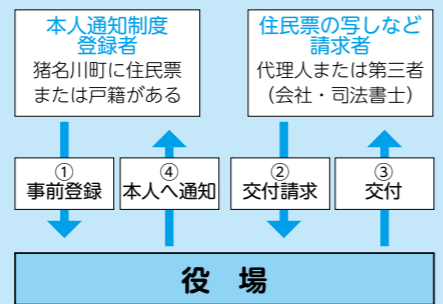 本人通知制度
登録者
猪名川町に住民票
または戸籍がある
住民票の写しなど
請求者
代理人または第三者
（会社・司法書士）
①
事前登録
④
本人へ通知
②
交付請求
③
交付
役 場